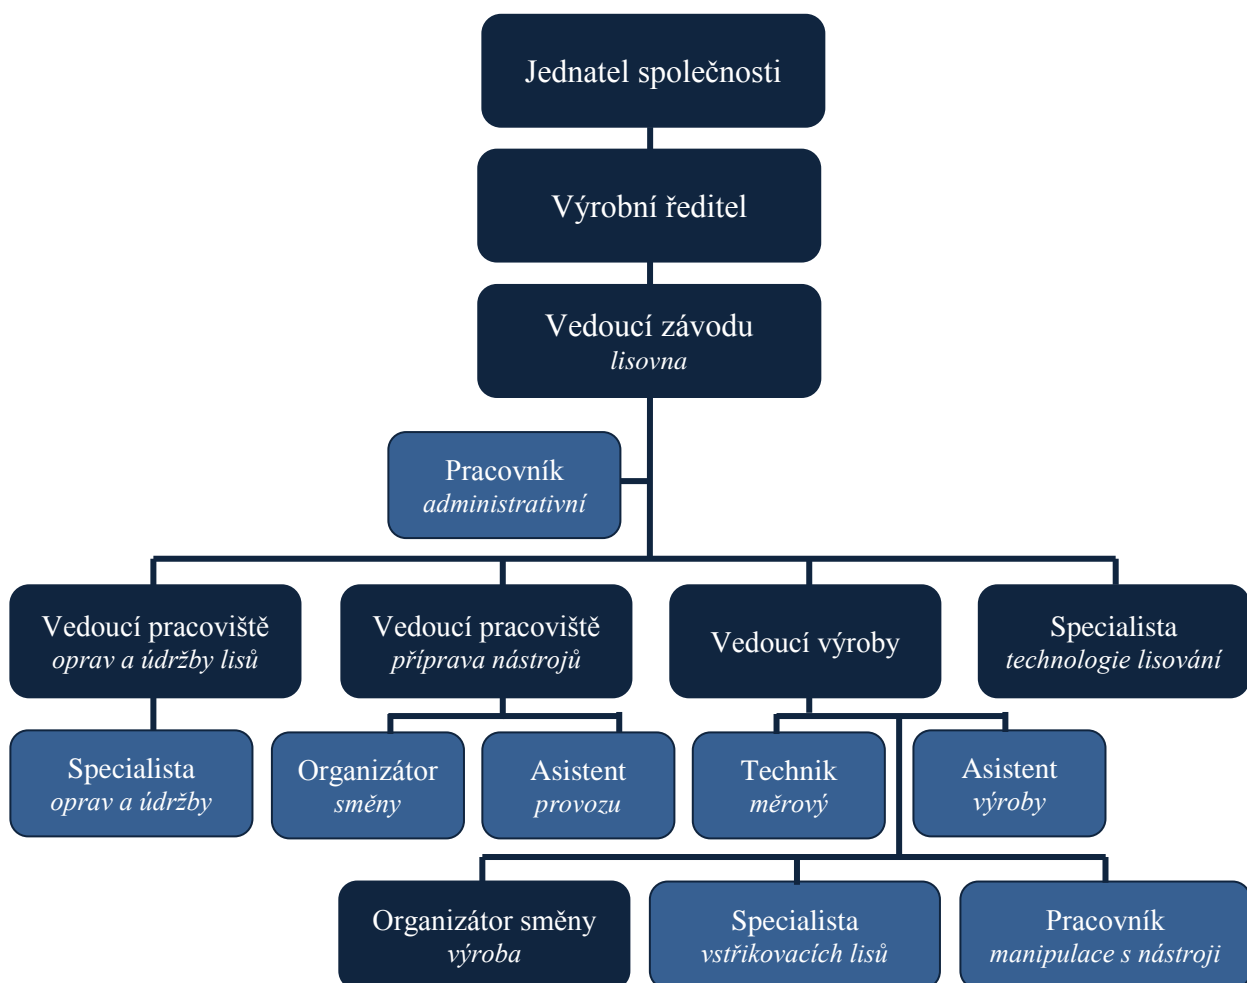 Jednatel společnosti
Výrobní ředitel
Vedoucí závodu
lisovna
Pracovník
administrativní
Vedoucí pracoviště
oprav a údržby lisů
Vedoucí pracoviště
příprava nástrojů
Vedoucí výroby
Specialista
technologie lisování
Specialista
oprav a údržby
Organizátor
směny
Asistent
provozu
Technik
měrový
Asistent
výroby
Organizátor směny
výroba
Specialista
vstřikovacích lisů
Pracovník
manipulace s nástroji